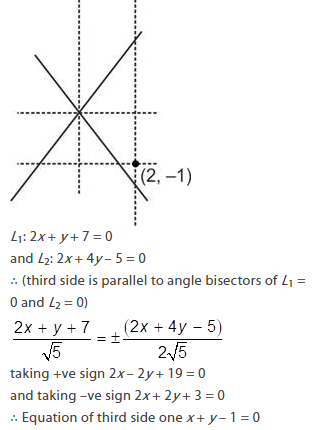 (2, –1)
L₁: 2x + y + 7 = 0
and L₂: 2x + 4y – 5 = 0
∴ (third side is parallel to angle bisectors of L₁ =
0 and L₂ = 0)
(2x + y + 7)/√5 = ± (2x + 4y – 5)/(2√5)
taking +ve sign 2x – 2y + 19 = 0
and taking –ve sign 2x + 2y + 3 = 0
∴ Equation of third side one x + y – 1 = 0